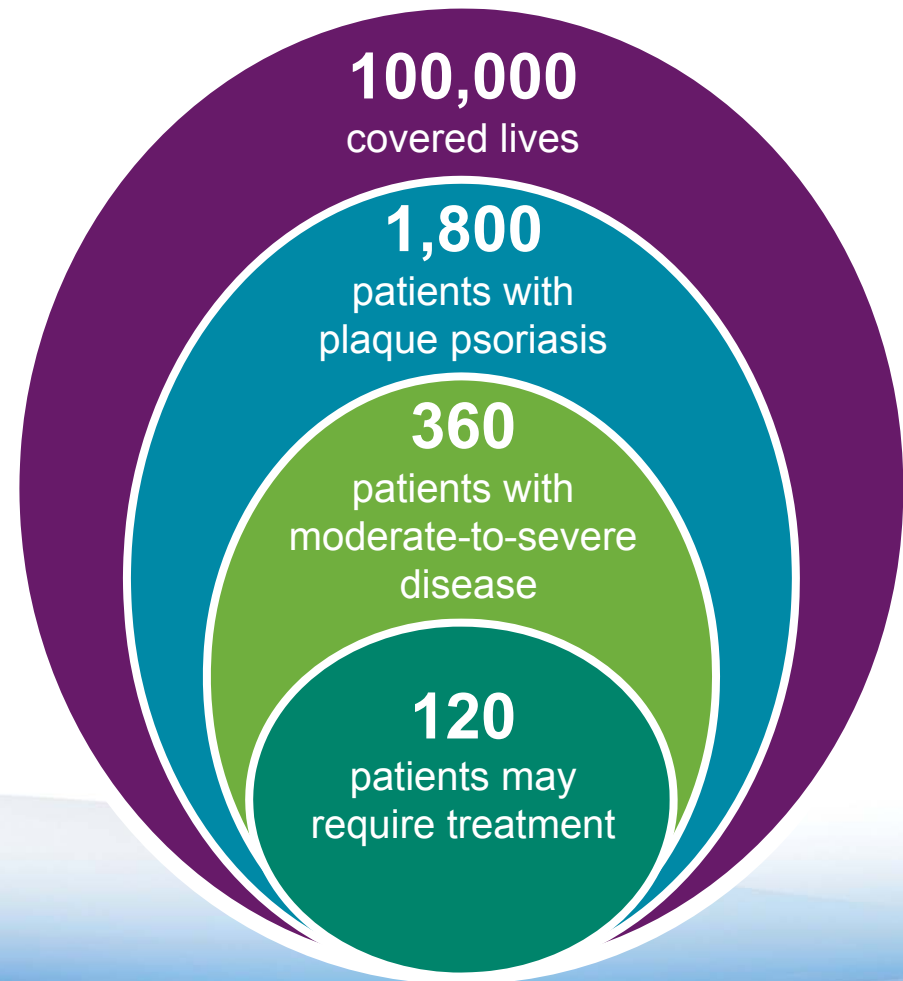 100,000
covered lives
1,800
patients with
plaque psoriasis
360
patients with
moderate-to-severe
disease
120
patients may
require treatment